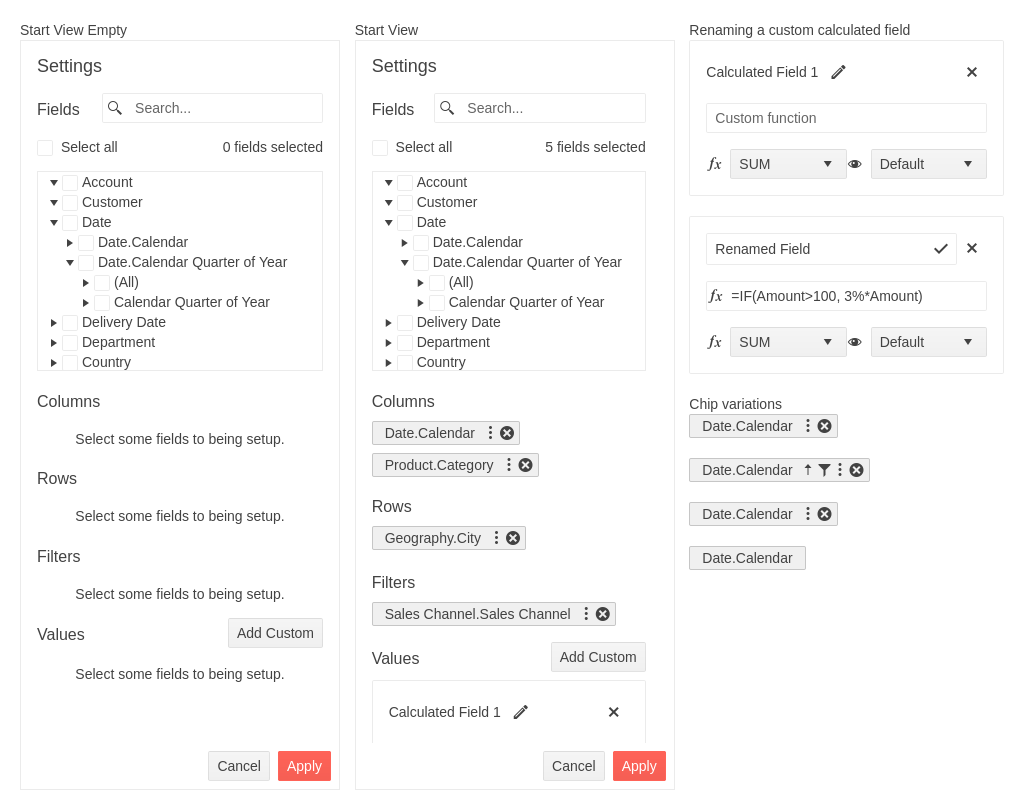 Start View Empty
Settings
Fields
Search...
Select all
0 fields selected
Account
Customer
Date
Date.Calendar
Date.Calendar Quarter of Year
(All)
Calendar Quarter of Year
Delivery Date
Department
Country
Columns
Select some fields to being setup.
Rows
Select some fields to being setup.
Filters
Select some fields to being setup.
Values
Add Custom
Select some fields to being setup.
Cancel
Apply
Start View
Settings
Fields
Search...
Select all
5 fields selected
Account
Customer
Date
Date.Calendar
Date.Calendar Quarter of Year
(All)
Calendar Quarter of Year
Delivery Date
Department
Country
Columns
Date.Calendar
Product.Category
Rows
Geography.City
Filters
Sales Channel.Sales Channel
Values
Add Custom
Calculated Field 1
Cancel
Apply
Renaming a custom calculated field
Calculated Field 1
Custom function
fx SUM
Default
Renamed Field
fx =IF(Amount>100, 3%*Amount)
fx SUM
Default
Chip variations
Date.Calendar
Date.Calendar
Date.Calendar
Date.Calendar